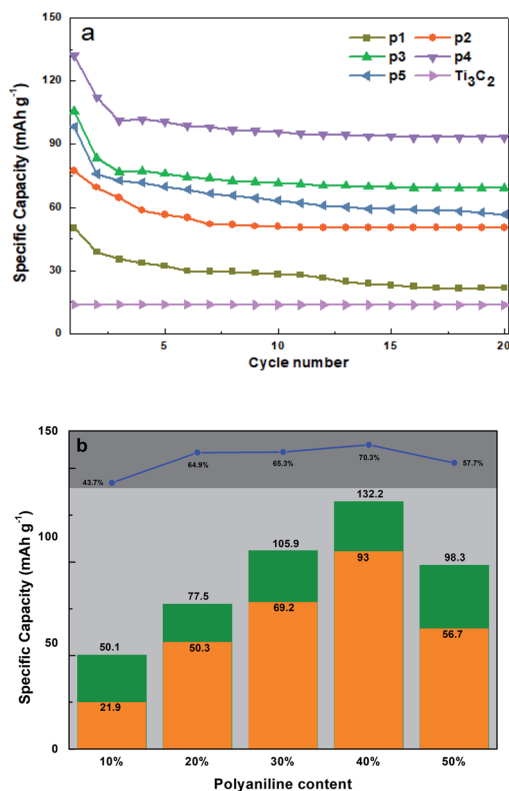 a
p1 p2
p3 p4
p5 Ti₃C₂
Specific Capacity (mAh g⁻¹)
150
120
90
60
30
0
5 10 15 20
Cycle number
b
Specific Capacity (mAh g⁻¹)
150
100
50
0
43.7% 64.9% 65.3% 70.3% 57.7%
50.1 77.5 105.9 132.2 98.3
21.9 50.3 69.2 93 56.7
10% 20% 30% 40% 50%
Polyaniline content